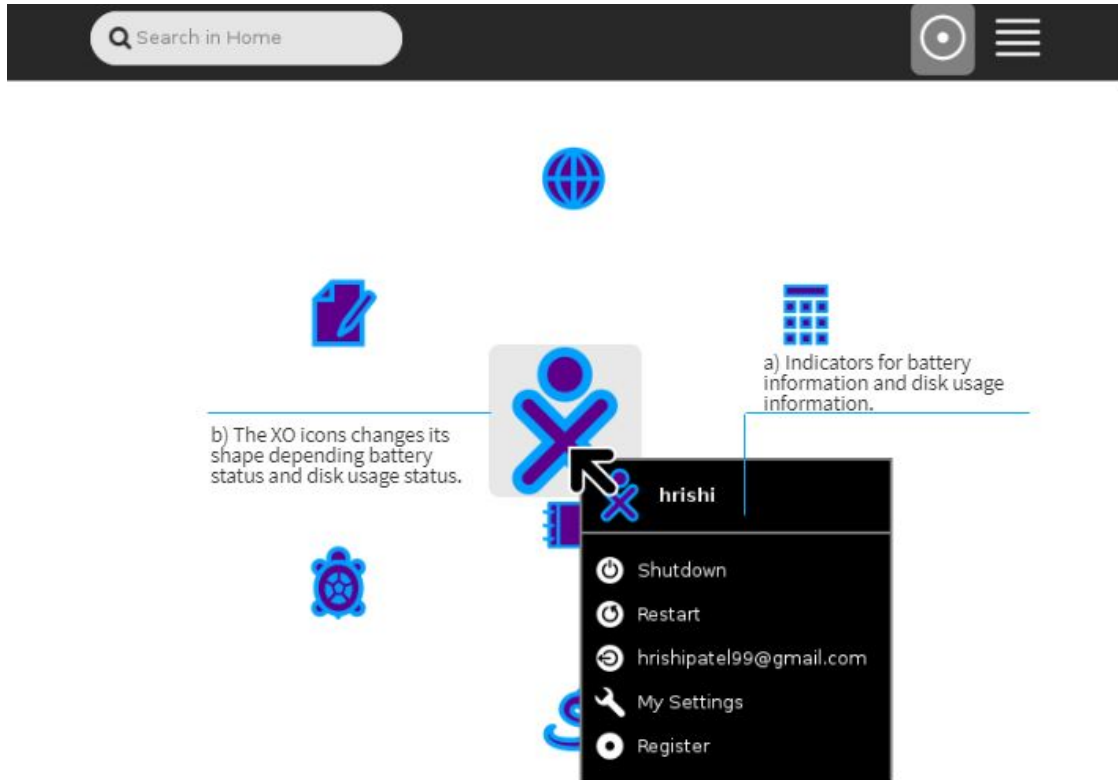 Search in Home
a) Indicators for battery
information and disk usage
information.
b) The XO icons changes its
shape depending battery
status and disk usage status.
hrishi
Shutdown
Restart
hrishipatel99@gmail.com
My Settings
Register